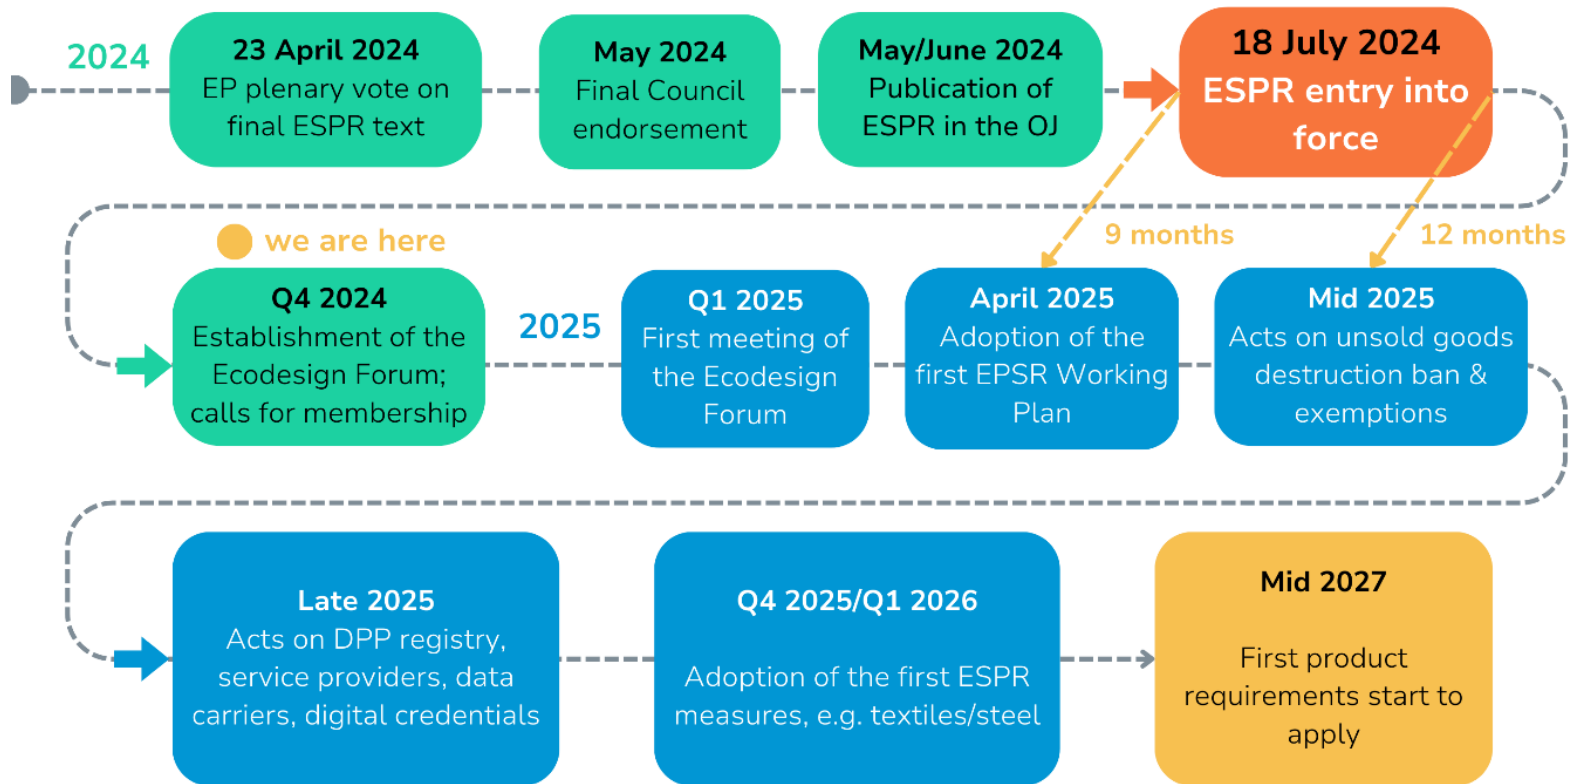 2024
23 April 2024
EP plenary vote on
final ESPR text
May 2024
Final Council
endorsement
May/June 2024
Publication of
ESPR in the OJ
18 July 2024
ESPR entry into
force
9 months
12 months
we are here
Q4 2024
Establishment of the
Ecodesign Forum;
calls for membership
2025
Q1 2025
First meeting of
the Ecodesign
Forum
April 2025
Adoption of the
first EPSR Working
Plan
Mid 2025
Acts on unsold goods
destruction ban &
exemptions
Late 2025
Acts on DPP registry,
service providers, data
carriers, digital credentials
Q4 2025/Q1 2026
Adoption of the first ESPR
measures, e.g. textiles/steel
Mid 2027
First product
requirements start to
apply